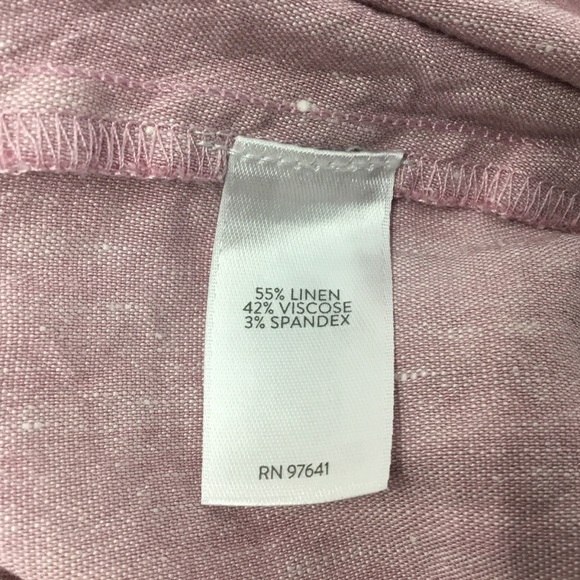 55% LINEN
42% VISCOSE
3% SPANDEX
RN 97641